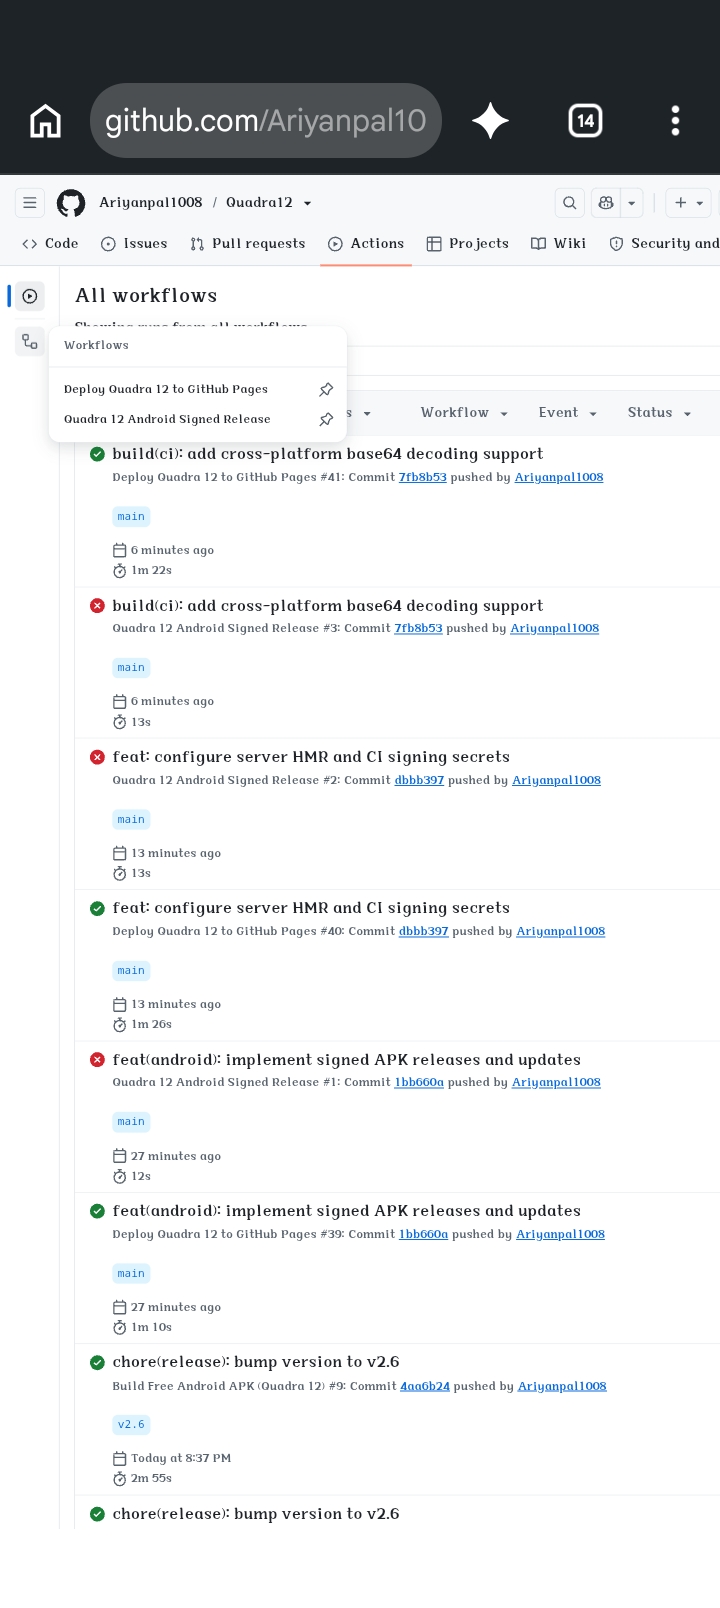 github.com/Ariyanpal10
14
Ariyanpal1008 / Quadra12
Code Issues Pull requests Actions Projects Wiki Security and
All workflows
Showing runs from all workflows
Workflows
Deploy Quadra 12 to GitHub Pages
Quadra 12 Android Signed Release
s Workflow Event Status
build(ci): add cross-platform base64 decoding support
Deploy Quadra 12 to GitHub Pages #41: Commit 7fb8b53 pushed by Ariyanpal1008
main
6 minutes ago
1m 22s
build(ci): add cross-platform base64 decoding support
Quadra 12 Android Signed Release #3: Commit 7fb8b53 pushed by Ariyanpal1008
main
6 minutes ago
13s
feat: configure server HMR and CI signing secrets
Quadra 12 Android Signed Release #2: Commit dbbb397 pushed by Ariyanpal1008
main
13 minutes ago
13s
feat: configure server HMR and CI signing secrets
Deploy Quadra 12 to GitHub Pages #40: Commit dbbb397 pushed by Ariyanpal1008
main
13 minutes ago
1m 26s
feat(android): implement signed APK releases and updates
Quadra 12 Android Signed Release #1: Commit 1bb660a pushed by Ariyanpal1008
main
27 minutes ago
12s
feat(android): implement signed APK releases and updates
Deploy Quadra 12 to GitHub Pages #39: Commit 1bb660a pushed by Ariyanpal1008
main
27 minutes ago
1m 10s
chore(release): bump version to v2.6
Build Free Android APK (Quadra 12) #9: Commit 4aa6b24 pushed by Ariyanpal1008
v2.6
Today at 8:37 PM
2m 55s
chore(release): bump version to v2.6